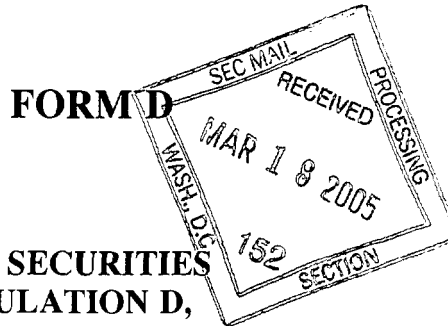 FORM D
SEC MAIL
RECEIVED
PROCESSING
MAR 18 2005
WASH., D.C.
152
SECTION
SECURITIES
ULATION D,